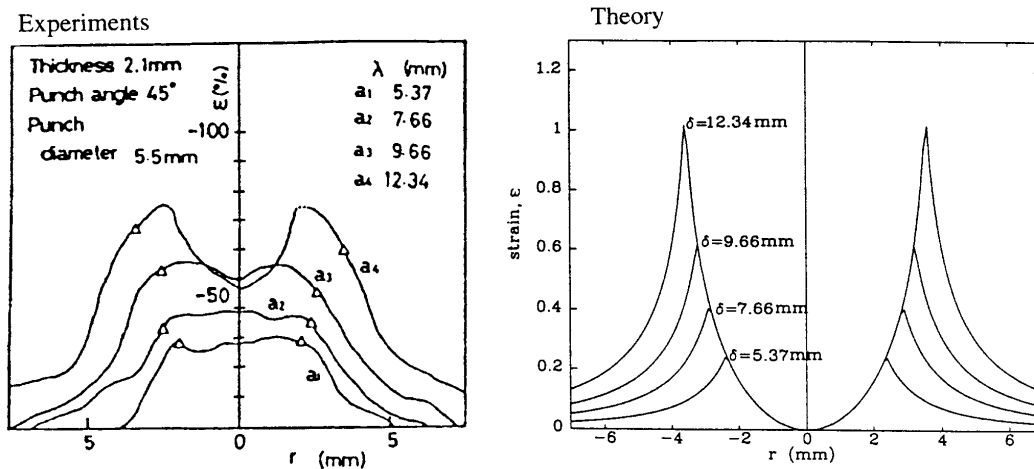 Experiments
Thickness 2.1mm
Punch angle 45°
Punch
diameter 5.5mm
ε(%)
λ (mm)
a1 5.37
a2 7.66
a3 9.66
a4 12.34
-100
-50
a4
a3
a2
a1
5 0 5
r (mm)
Theory
1.2
1
0.8
0.6
0.4
0.2
0
strain, ε
δ=12.34mm
δ=9.66mm
δ=7.66mm
δ=5.37mm
-6 -4 -2 0 2 4 6
r (mm)